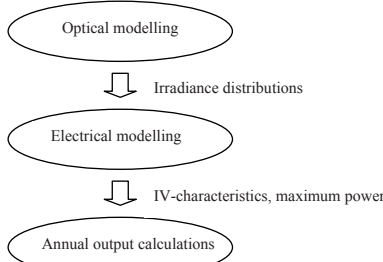 Optical modelling
Irradiance distributions
Electrical modelling
IV-characteristics, maximum power
Annual output calculations